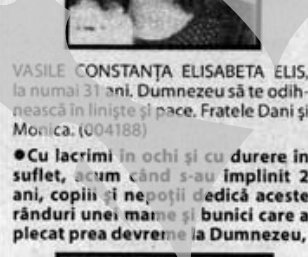 VASILE CONSTANȚA ELISABETA ELIS,
la numai 31 ani. Dumnezeu să te odih-
nească în liniște și pace. Fratele Dani și
Monica. (004188)
●Cu lacrimi în ochi și cu durere în
suflet, acum când s-au împlinit 2
ani, copiii și nepoții dedică aceste
rânduri unei mame și bunici care a
plecat prea devreme la Dumnezeu,